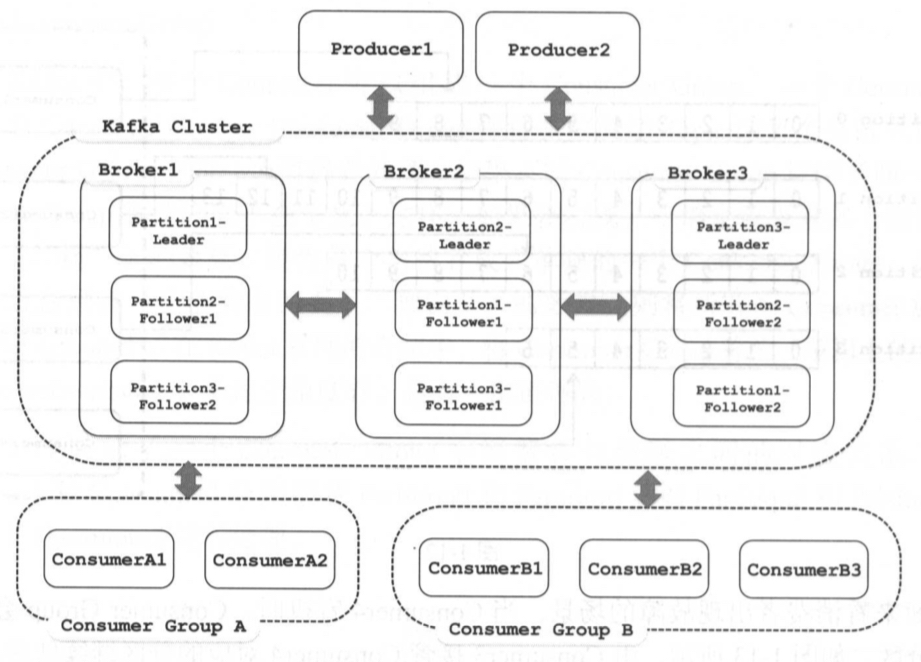 Producer1
Producer2
Kafka Cluster
Broker1
Partition1-
Leader
Partition2-
Follower1
Partition3-
Follower2
Broker2
Partition2-
Leader
Partition1-
Follower1
Partition3-
Follower1
Broker3
Partition3-
Leader
Partition2-
Follower2
Partition1-
Follower2
ConsumerA1
ConsumerA2
Consumer Group A
ConsumerB1
ConsumerB2
ConsumerB3
Consumer Group B